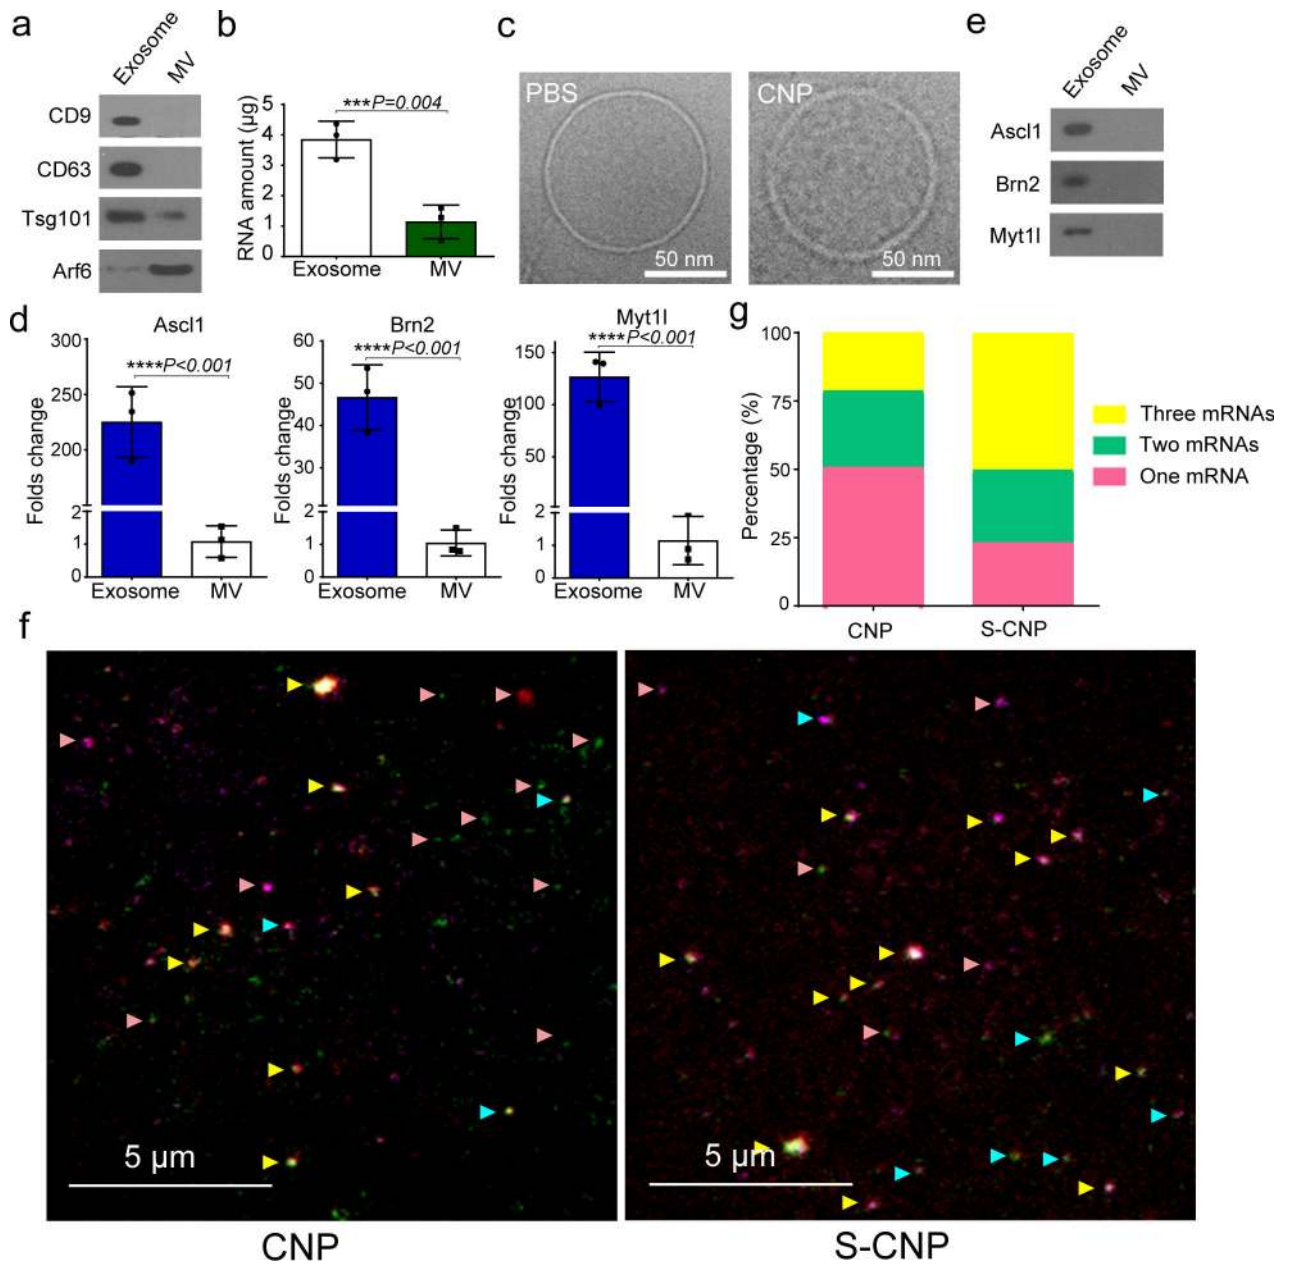 a
Exosome
MV
CD9
CD63
Tsg101
Arf6
b
RNA amount (µg)
5
4
3
2
1
0
***P=0.004
Exosome
MV
c
PBS
50 nm
CNP
50 nm
e
Exosome
MV
Ascl1
Brn2
Myt1l
d
Ascl1
Folds change
300
250
200
2
1
0
****P<0.001
Exosome
MV
Brn2
Folds change
60
50
40
30
2
1
0
****P<0.001
Exosome
MV
Myt1l
Folds change
150
100
50
2
1
0
****P<0.001
Exosome
MV
g
Percentage (%)
100
75
50
25
0
CNP
S-CNP
Three mRNAs
Two mRNAs
One mRNA
f
5 µm
5 µm
CNP
S-CNP